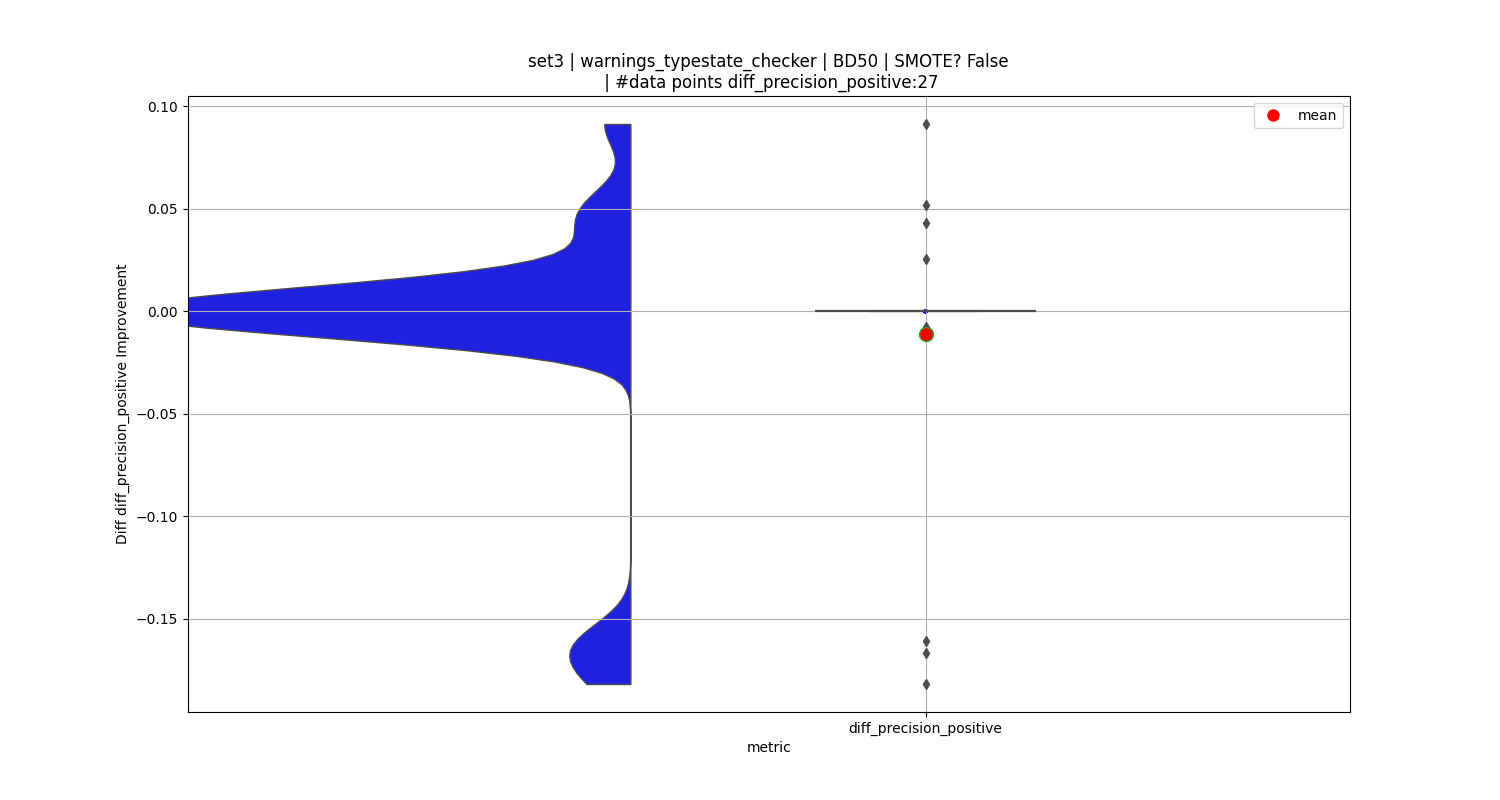 set3 | warnings_typestate_checker | BD50 | SMOTE? False
| #data points diff_precision_positive:27
mean
0.10
0.05
0.00
−0.05
−0.10
−0.15
Diff diff_precision_positive Improvement
diff_precision_positive
metric